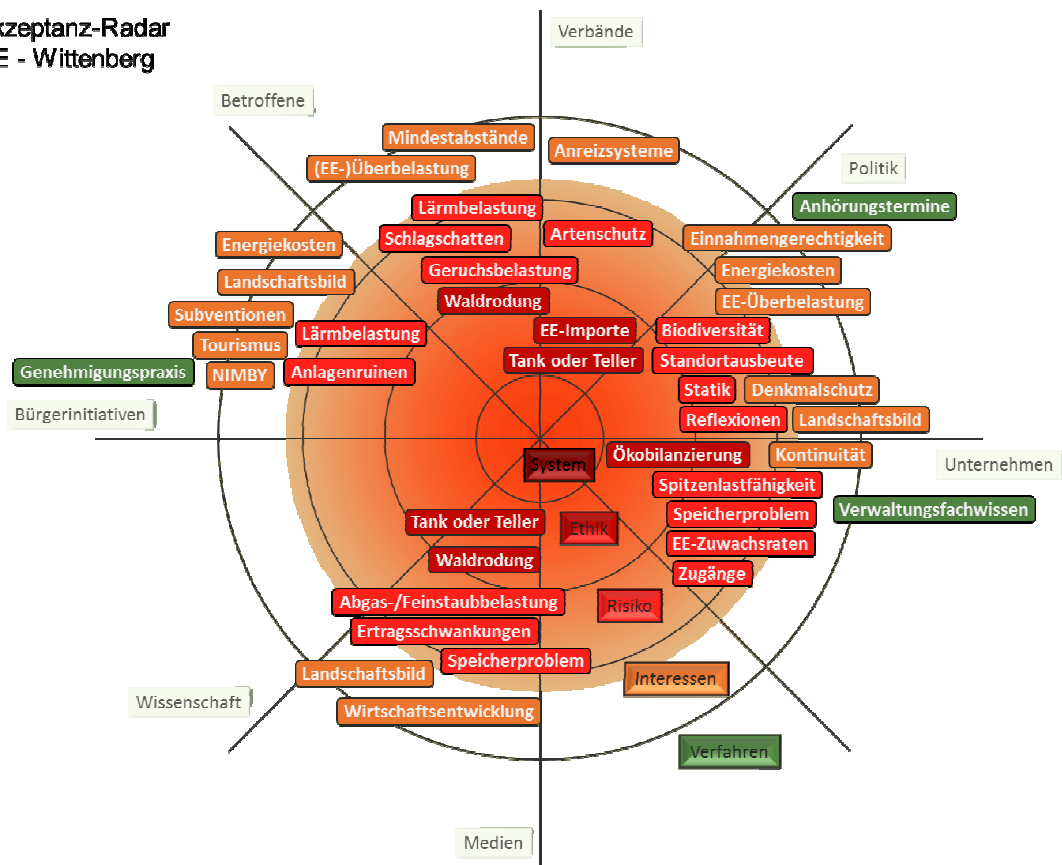 kzeptanz-Radar
E - Wittenberg
Verbände
Betroffene
Mindestabstände
Anreizsysteme
(EE-)Überbelastung
Politik
Lärmbelastung
Anhörungstermine
Schlagschatten
Artenschutz
Einnahmengerechtigkeit
Energiekosten
Geruchsbelastung
Energiekosten
Landschaftsbild
Waldrodung
EE-Überbelastung
Subventionen
Lärmbelastung
EE-Importe
Biodiversität
Tourismus
Tank oder Teller
Standortausbeute
Genehmigungspraxis
NIMBY
Anlagenruinen
Statik
Denkmalschutz
Bürgerinitiativen
Reflexionen
Landschaftsbild
Ökobilanzierung
Kontinuität
System
Unternehmen
Spitzenlastfähigkeit
Verwaltungsfachwissen
Speicherproblem
Tank oder Teller
Ethik
EE-Zuwachsraten
Waldrodung
Zugänge
Abgas-/Feinstaubbelastung
Risiko
Ertragsschwankungen
Speicherproblem
Landschaftsbild
Interessen
Wissenschaft
Wirtschaftsentwicklung
Verfahren
Medien